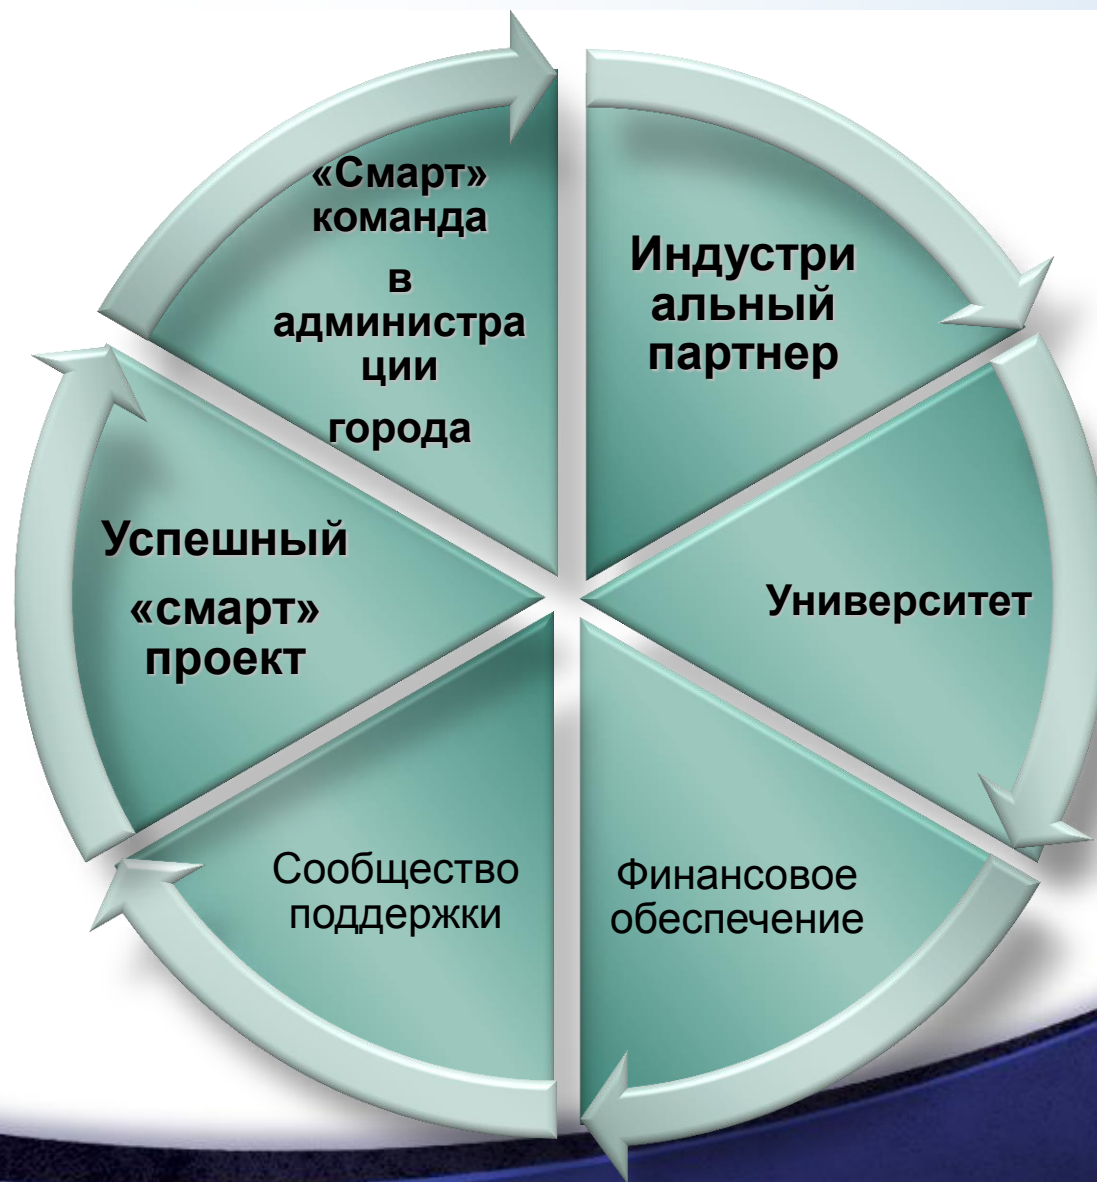 «Смарт»
команда
в
администра
ции
города
Индустри
альный
партнер
Университет
Финансовое
обеспечение
Сообщество
поддержки
Успешный
«смарт»
проект